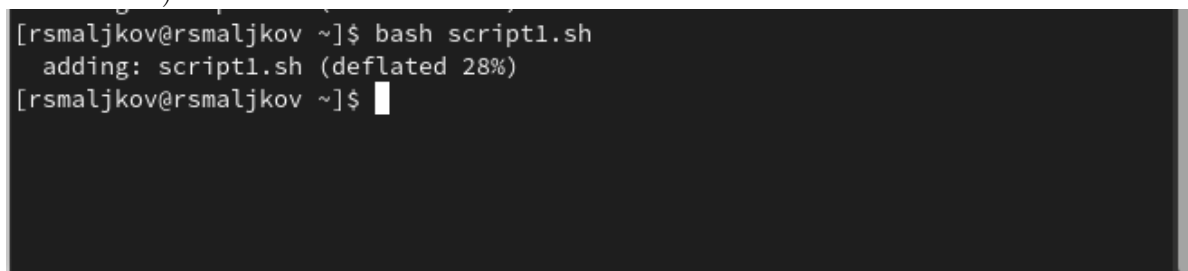 [rsmaljkov@rsmaljkov ~]$ bash script1.sh
  adding: script1.sh (deflated 28%)
[rsmaljkov@rsmaljkov ~]$